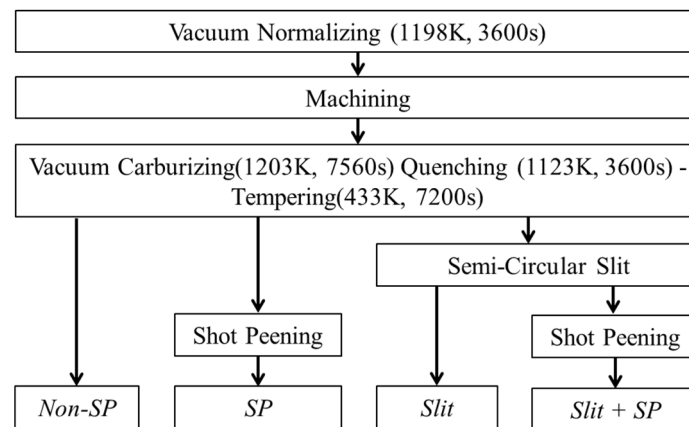 Vacuum Normalizing (1198K, 3600s)
Machining
Vacuum Carburizing(1203K, 7560s) Quenching (1123K, 3600s) -
Tempering(433K, 7200s)
Semi-Circular Slit
Shot Peening
Shot Peening
Non-SP
SP
Slit
Slit + SP